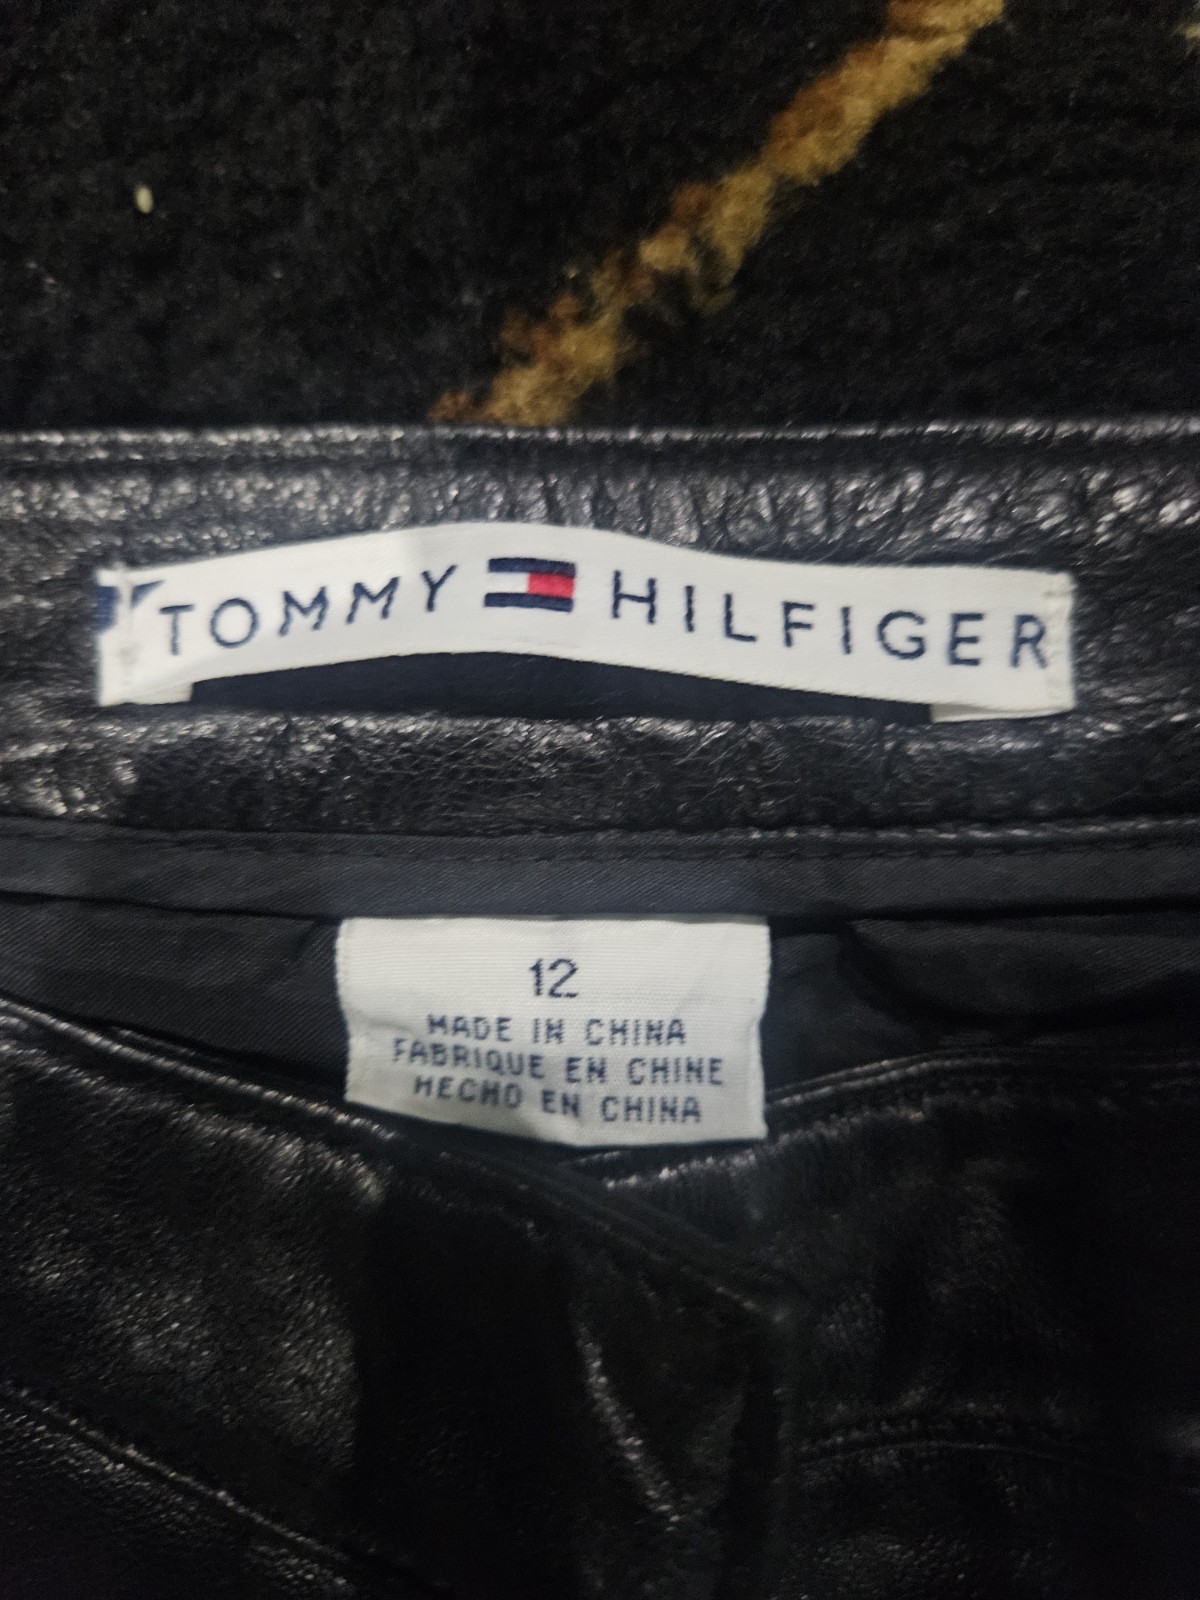 TOMMY HILFIGER
12
MADE IN CHINA
FABRIQUE EN CHINE
HECHO EN CHINA